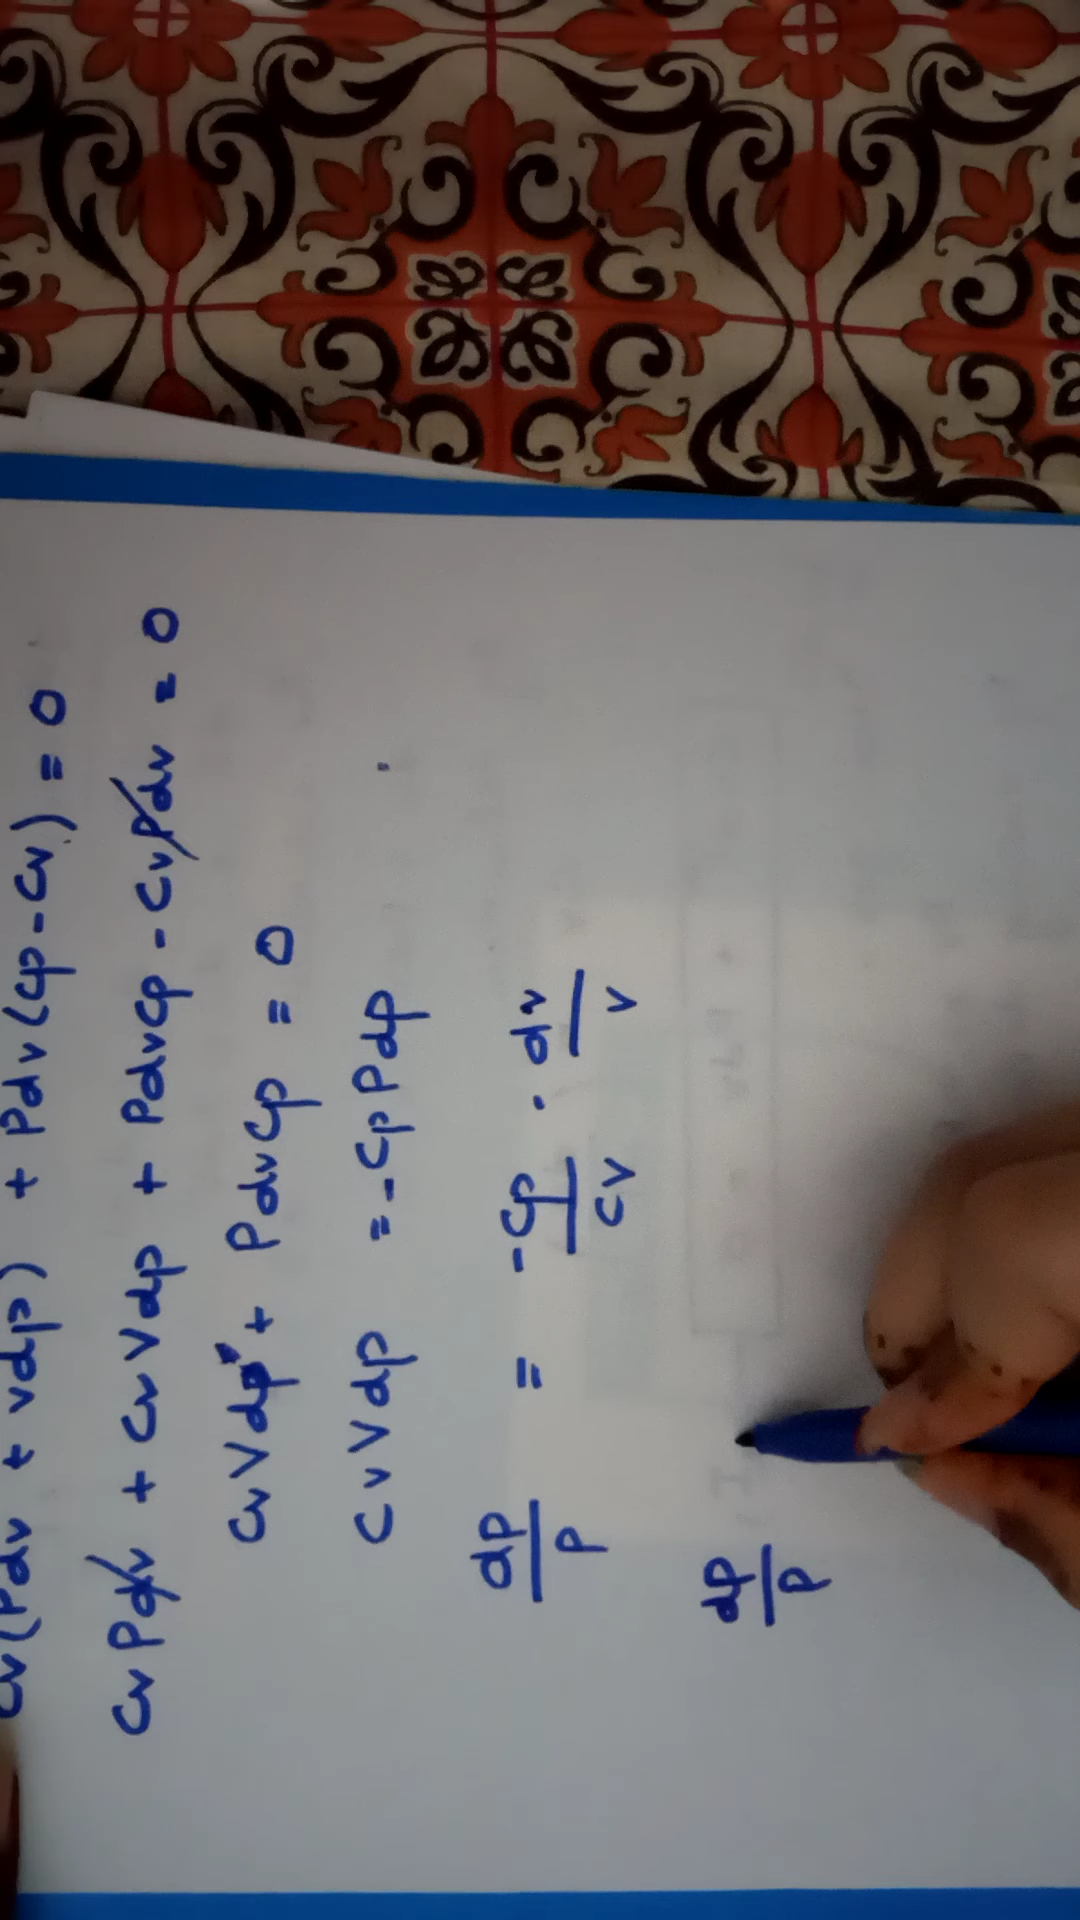 Cv(Pdv + vdp) + Pdv(Cp-Cv) = 0
CvPdv + CvVdp + PdvCp - CvPdv = 0
CvVdp + PdvCp = 0
CvVdp = -CpPdp
dp/p = -Cp/Cv . dv/v
dp/p